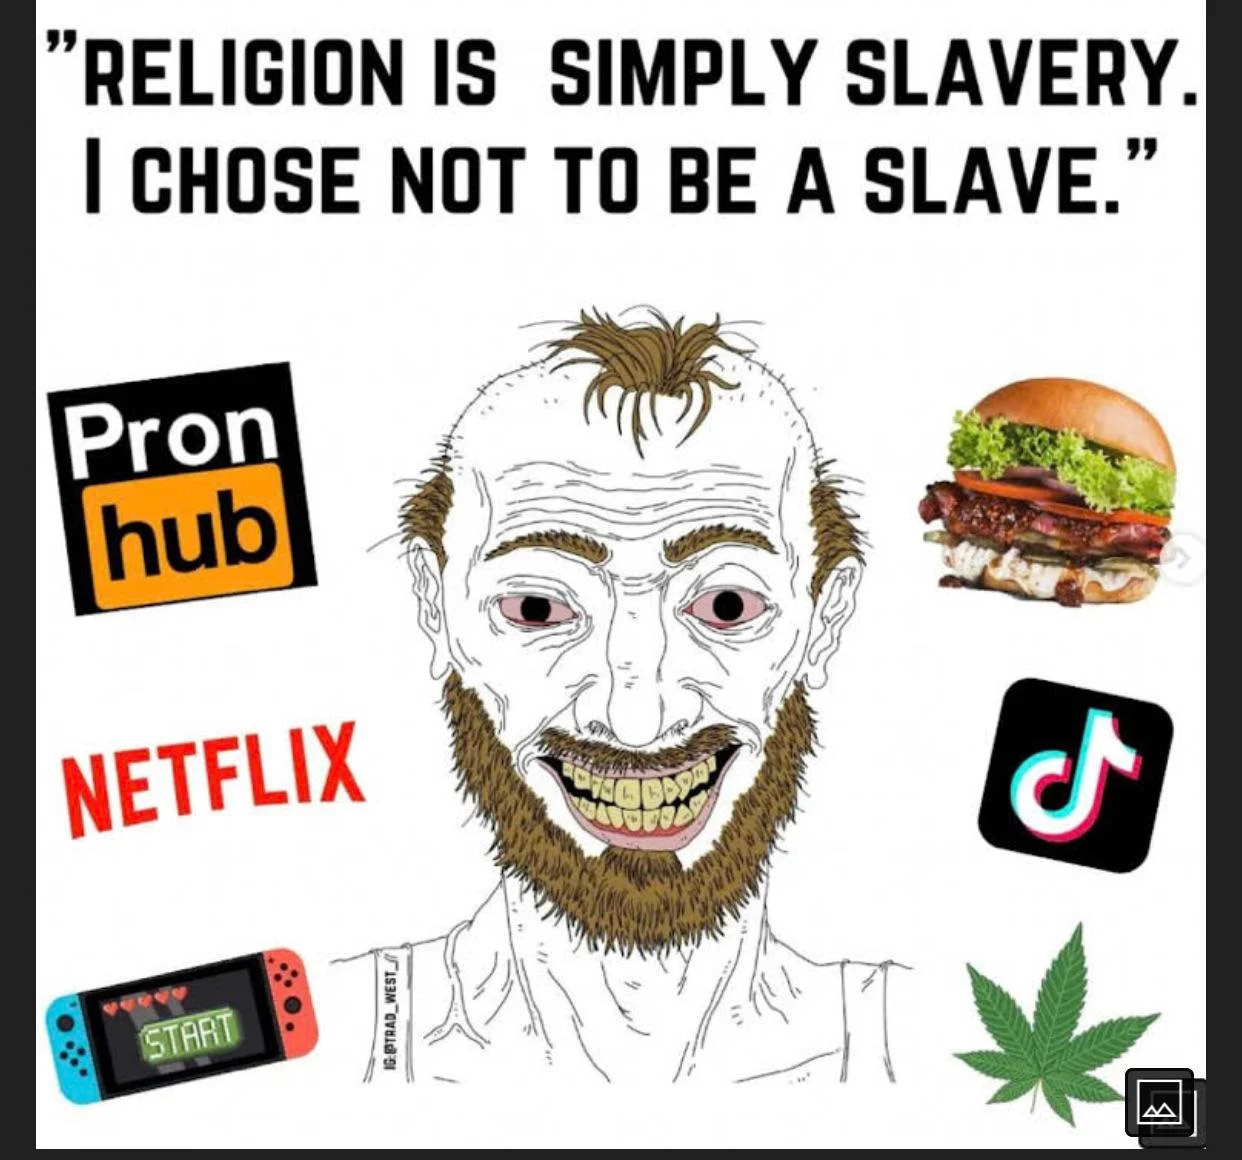 ”RELIGION IS SIMPLY SLAVERY.
I CHOSE NOT TO BE A SLAVE.”
Pron
hub
NETFLIX
START
IG:@TRAD_WEST_